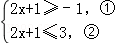 2x+1≥-1, ①
2x+1≤3, ②